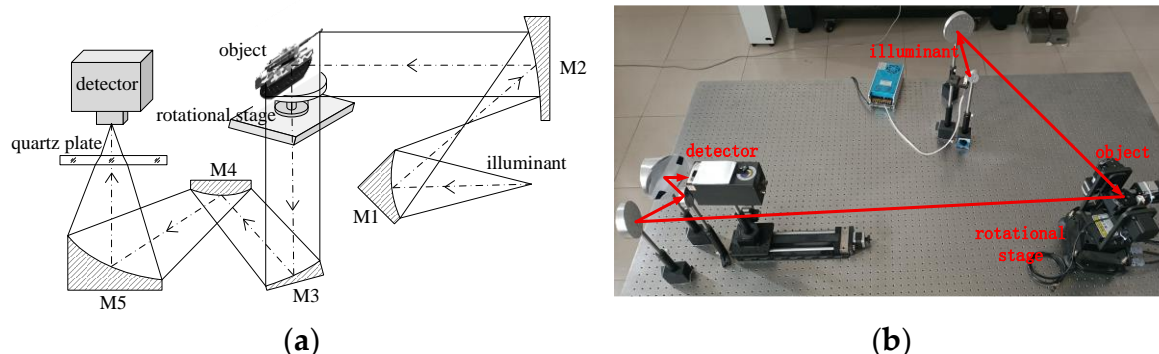 object
M2
detector
rotational stage
quartz plate
M4
illuminant
M1
M5
M3
(a)
illuminant
detector
object
rotational
stage
(b)